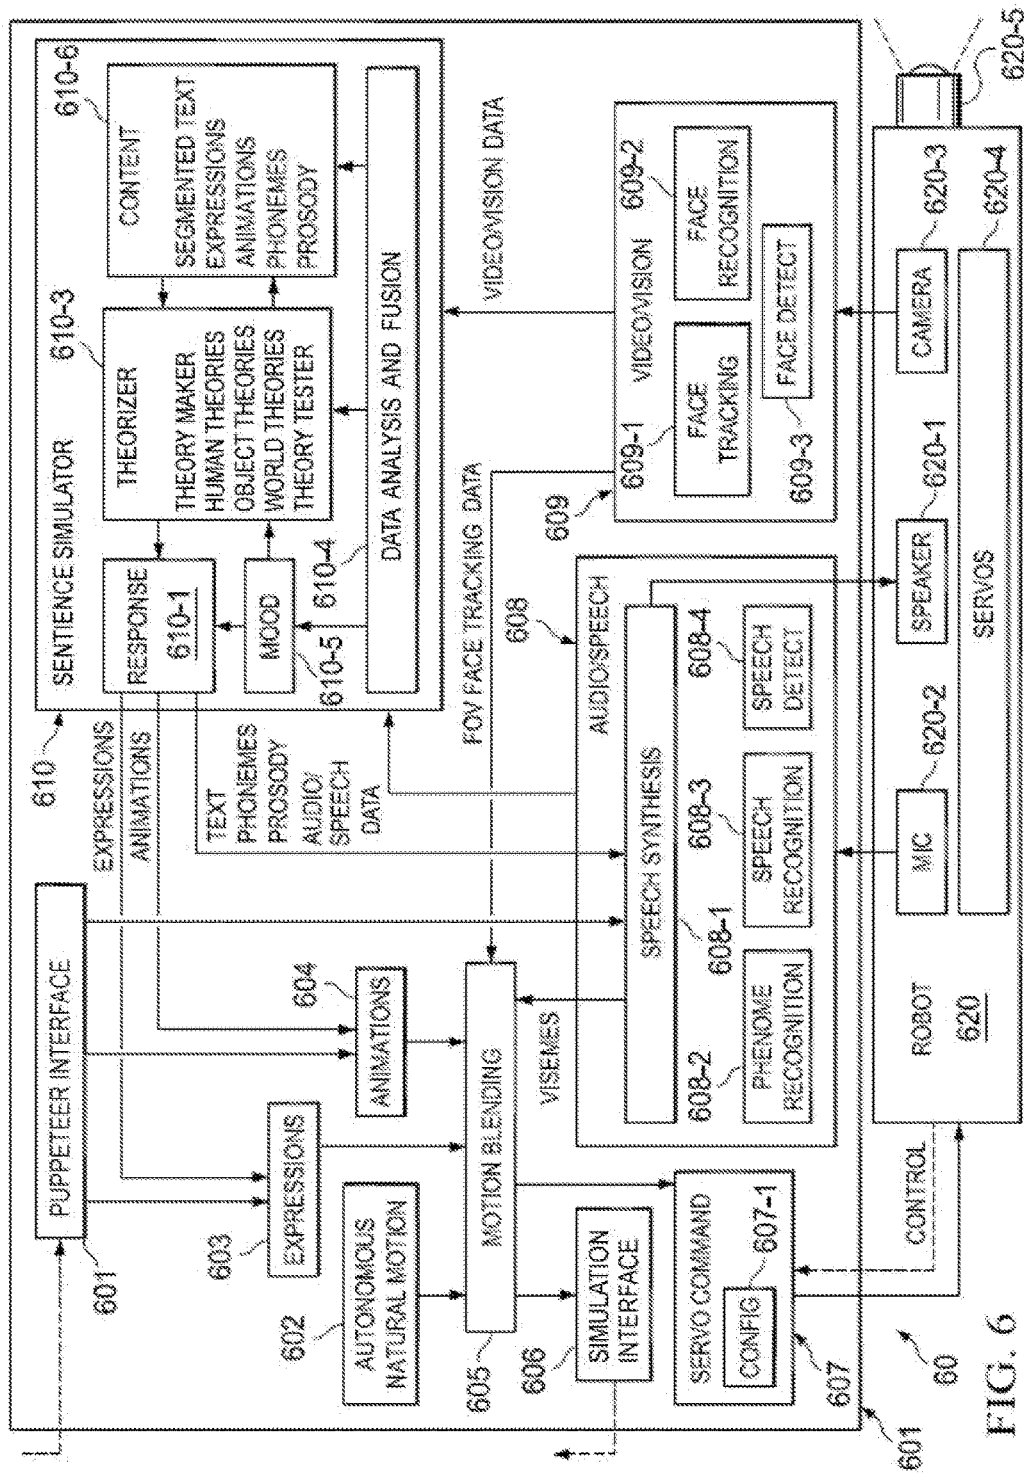 601
PUPPETEER INTERFACE
601
602
AUTONOMOUS
NATURAL MOTION
603
EXPRESSIONS
604
ANIMATIONS
605
MOTION BLENDING
606
SIMULATION
INTERFACE
SERVO COMMAND
CONFIG
607-1
607
EXPRESSIONS
ANIMATIONS
TEXT
PHONEMES
PROSODY
AUDIO/
SPEECH
DATA
VISEMES
FOV FACE TRACKING DATA
VIDEO/VISION DATA
610
SENTIENCE SIMULATOR
RESPONSE
610-1
MOOD
610-5
THEORIZER
THEORY MAKER
HUMAN THEORIES
OBJECT THEORIES
WORLD THEORIES
THEORY TESTER
610-3
CONTENT
SEGMENTED TEXT
EXPRESSIONS
ANIMATIONS
PHONEMES
PROSODY
610-6
610-4
DATA ANALYSIS AND FUSION
608
AUDIO/SPEECH
SPEECH SYNTHESIS
608-1
608-2
PHENOME
RECOGNITION
608-3
SPEECH
RECOGNITION
608-4
SPEECH
DETECT
609
VIDEO/VISION
609-1
FACE
TRACKING
609-2
FACE
RECOGNITION
609-3
FACE DETECT
CONTROL
ROBOT
620
MIC
620-2
SPEAKER
620-1
CAMERA
620-3
SERVOS
620-4
620-5
60
FIG. 6